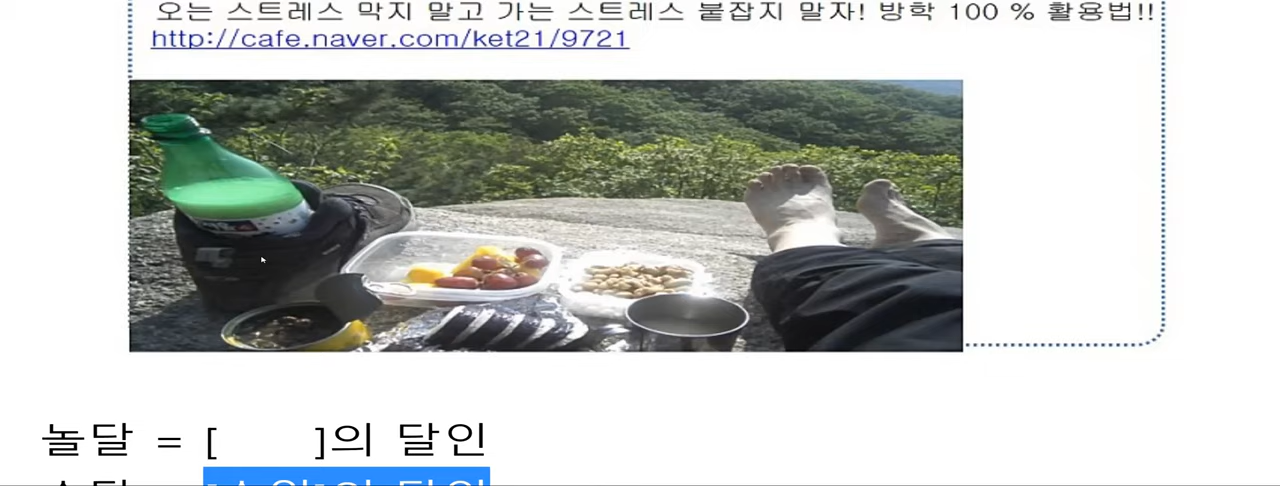 오는 스트레스 막지 말고 가는 스트레스 붙잡지 말자! 방학 100 % 활용법!!
http://cafe.naver.com/ket21/9721
놀달 = [ ]의 달인